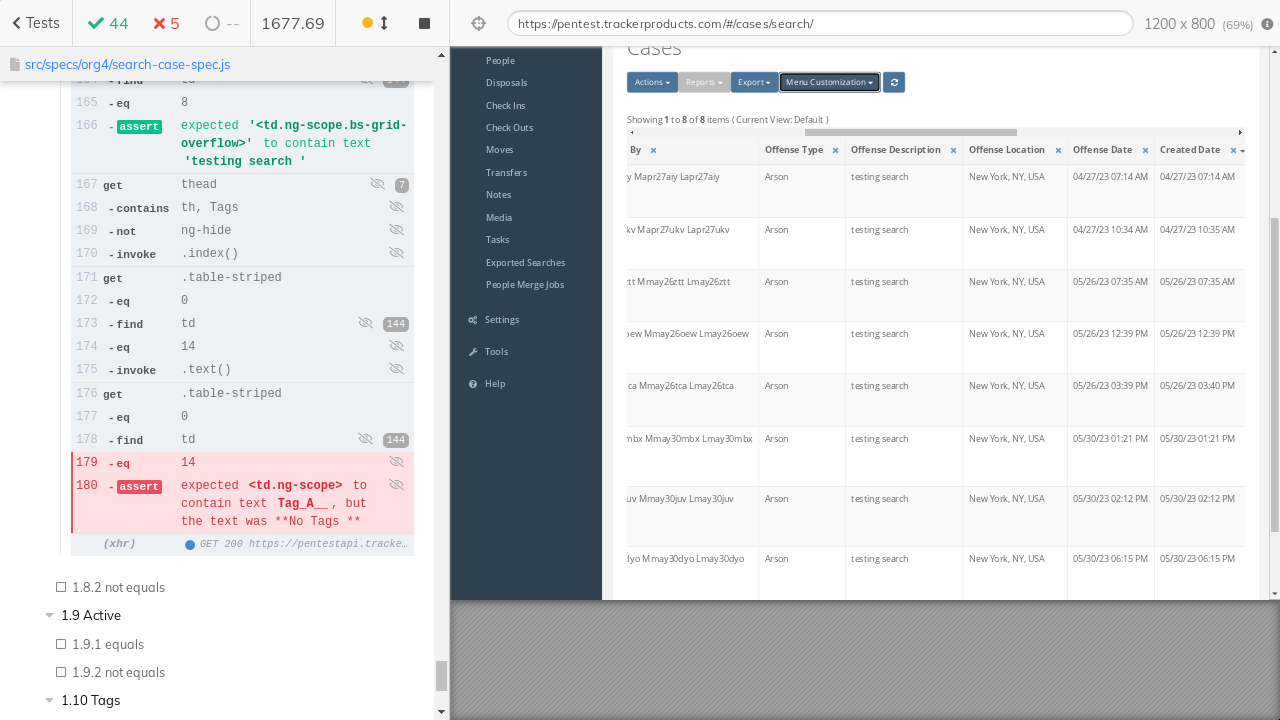 Tests
44
5
--
1677.69
https://pentest.trackerproducts.com/#/cases/search/
1200 x 800 (69%)
src/specs/org4/search-case-spec.js
165 - eq 8
166 - assert expected '<td.ng-scope.bs-grid-
overflow>' to contain text
'testing search '
167 get thead 7
168 - contains th, Tags
169 - not ng-hide
170 - invoke .index()
171 get .table-striped
172 - eq 0
173 - find td 144
174 - eq 14
175 - invoke .text()
176 get .table-striped
177 - eq 0
178 - find td 144
179 - eq 14
180 - assert expected <td.ng-scope> to
contain text Tag_A__, but
the text was **No Tags **
(xhr) GET 200 https://pentestapi.tracke…
1.8.2 not equals
1.9 Active
1.9.1 equals
1.9.2 not equals
1.10 Tags
People
Disposals
Check Ins
Check Outs
Moves
Transfers
Notes
Media
Tasks
Exported Searches
People Merge Jobs
Settings
Tools
Help
Cases
Actions Reports Export Menu Customization
Showing 1 to 8 of 8 items ( Current View: Default )
By Offense Type Offense Description Offense Location Offense Date Created Date
y Mapr27aiy Lapr27aiy Arson testing search New York, NY, USA 04/27/23 07:14 AM 04/27/23 07:14 AM
kv Mapr27ukv Lapr27ukv Arson testing search New York, NY, USA 04/27/23 10:34 AM 04/27/23 10:35 AM
ztt Mmay26ztt Lmay26ztt Arson testing search New York, NY, USA 05/26/23 07:35 AM 05/26/23 07:35 AM
oew Mmay26oew Lmay26oew Arson testing search New York, NY, USA 05/26/23 12:39 PM 05/26/23 12:39 PM
ca Mmay26tca Lmay26tca Arson testing search New York, NY, USA 05/26/23 03:39 PM 05/26/23 03:40 PM
mbx Mmay30mbx Lmay30mbx Arson testing search New York, NY, USA 05/30/23 01:21 PM 05/30/23 01:21 PM
uv Mmay30juv Lmay30juv Arson testing search New York, NY, USA 05/30/23 02:12 PM 05/30/23 02:12 PM
dyo Mmay30dyo Lmay30dyo Arson testing search New York, NY, USA 05/30/23 06:15 PM 05/30/23 06:15 PM